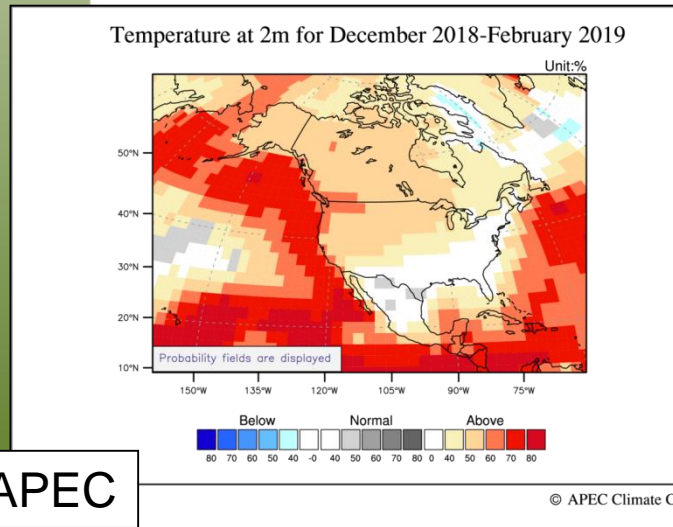 Temperature at 2m for December 2018-February 2019
Unit:%
50°N
40°N
30°N
20°N
10°N
Probability fields are displayed
150°W 135°W 120°W 105°W 90°W 75°W
Below Normal Above
80 70 60 50 40 -0 40 50 60 70 80 0 40 50 60 70 80
APEC
© APEC Climate C